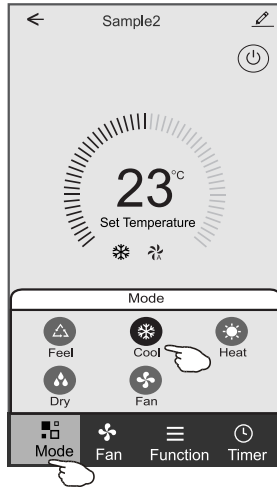 Sample2
23°C
Set Temperature
A
Mode
Feel Cool Heat
Dry Fan
Mode Fan Function Timer